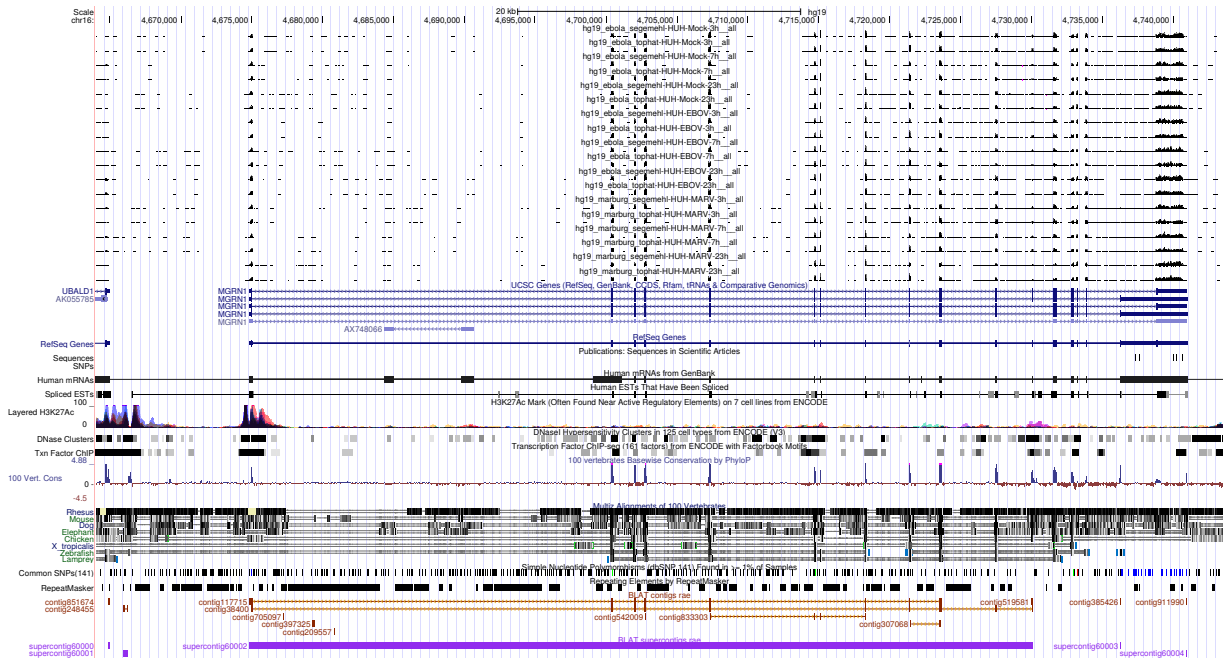 Scale 20 kb hg19
chr16: 4,670,000 4,675,000 4,680,000 4,685,000 4,690,000 4,695,000 4,700,000 4,705,000 4,710,000 4,715,000 4,720,000 4,725,000 4,730,000 4,735,000 4,740,000
hg19_ebola_segemehl-HUH-Mock-3h__all
hg19_ebola_tophat-HUH-Mock-3h__all
hg19_ebola_segemehl-HUH-Mock-7h__all
hg19_ebola_tophat-HUH-Mock-7h__all
hg19_ebola_segemehl-HUH-Mock-23h__all
hg19_ebola_tophat-HUH-Mock-23h__all
hg19_ebola_segemehl-HUH-EBOV-3h__all
hg19_ebola_tophat-HUH-EBOV-3h__all
hg19_ebola_segemehl-HUH-EBOV-7h__all
hg19_ebola_tophat-HUH-EBOV-7h__all
hg19_ebola_segemehl-HUH-EBOV-23h__all
hg19_ebola_tophat-HUH-EBOV-23h__all
hg19_marburg_segemehl-HUH-MARV-3h__all
hg19_marburg_tophat-HUH-MARV-3h__all
hg19_marburg_segemehl-HUH-MARV-7h__all
hg19_marburg_tophat-HUH-MARV-7h__all
hg19_marburg_segemehl-HUH-MARV-23h__all
hg19_marburg_tophat-HUH-MARV-23h__all
UCSC Genes (RefSeq, GenBank, CCDS, Rfam, tRNAs & Comparative Genomics)
UBALD1 MGRN1
AK055785 MGRN1
MGRN1
MGRN1
MGRN1
AX748066
RefSeq Genes
RefSeq Genes
Publications: Sequences in Scientific Articles
Sequences
SNPs
Human mRNAs from GenBank
Human mRNAs
Human ESTs That Have Been Spliced
Spliced ESTs
H3K27Ac Mark (Often Found Near Active Regulatory Elements) on 7 cell lines from ENCODE
100
Layered H3K27Ac
0
DNaseI Hypersensitivity Clusters in 125 cell types from ENCODE (V3)
DNase Clusters
Transcription Factor ChIP-seq (161 factors) from ENCODE with Factorbook Motifs
Txn Factor ChIP
100 vertebrates Basewise Conservation by PhyloP
4.88
100 Vert. Cons
0
-4.5
Multiz Alignments of 100 Vertebrates
Rhesus
Mouse
Dog
Elephant
Chicken
X_tropicalis
Zebrafish
Lamprey
Simple Nucleotide Polymorphisms (dbSNP 141) Found in >= 1% of Samples
Common SNPs(141)
Repeating Elements by RepeatMasker
RepeatMasker
BLAT contigs rae
contig851674 contig117715 contig519581 contig385426 contig911990
contig248455 contig38400
contig705097 contig542009 contig833303
contig397325 contig307068
contig209557
BLAT supercontigs rae
supercontig60000 supercontig60002 supercontig60003
supercontig60001 supercontig60004